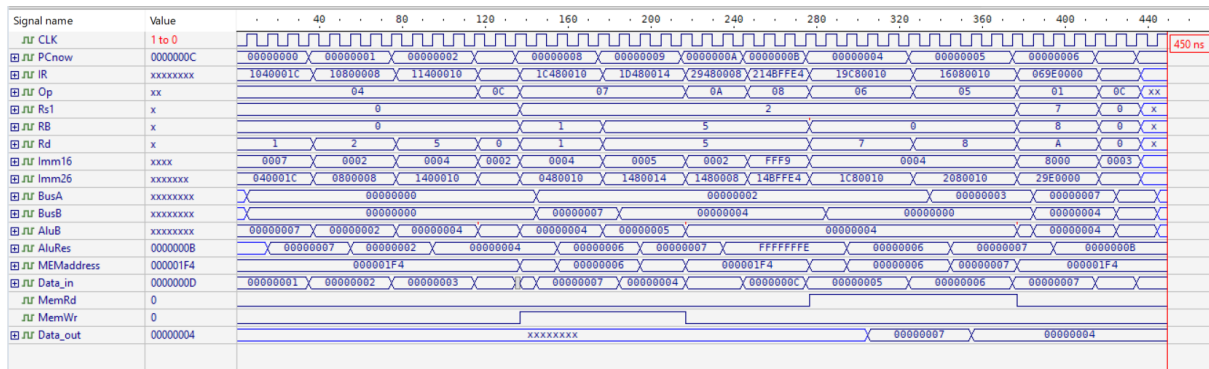 Signal name Value 40 80 120 160 200 240 280 320 360 400 440
CLK 1 to 0 450 ns
PCnow 0000000C 00000000 00000001 00000002 00000008 00000009 0000000A 0000000B 00000004 00000005 00000006
IR xxxxxxxx 1040001C 10800008 11400010 1C480010 1D480014 29480008 214BFFE4 19C80010 16080010 069E0000
Op xx 04 0C 07 0A 08 06 05 01 0C xx
Rs1 x 0 2 7 0 x
RB x 0 1 5 0 8 0 x
Rd x 1 2 5 0 1 5 7 8 A 0 x
Imm16 xxxx 0007 0002 0004 0002 0004 0005 0002 FFF9 0004 8000 0003
Imm26 xxxxxxx 040001C 0800008 1400010 0480010 1480014 1480008 14BFFE4 1C80010 2080010 29E0000
BusA xxxxxxxx 00000000 00000002 00000003 00000007
BusB xxxxxxxx 00000000 00000007 00000004 00000000 00000004
AluB xxxxxxxx 00000007 00000002 00000004 00000004 00000005 00000004 00000004
AluRes 0000000B 00000007 00000002 00000004 00000006 00000007 FFFFFFFE 00000006 00000007 0000000B
MEMaddress 000001F4 000001F4 00000006 000001F4 00000006 00000007 000001F4
Data_in 0000000D 00000001 00000002 00000003 00000007 00000004 0000000C 00000005 00000006 00000007
MemRd 0
MemWr 0
Data_out 00000004 xxxxxxxx 00000007 00000004